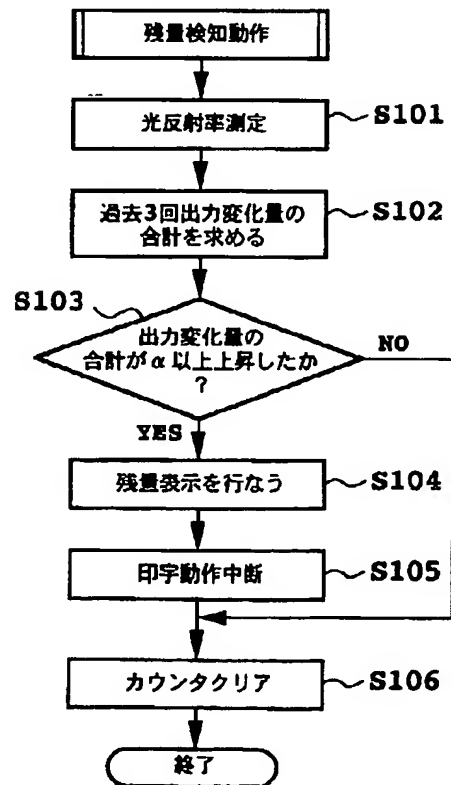 残量検知動作
光反射率測定
S101
過去3回出力変化量の
合計を求める
S102
S103
出力変化量の
合計がα以上上昇したか
?
NO
YES
残量表示を行なう
S104
印字動作中断
S105
カウンタクリア
S106
終了